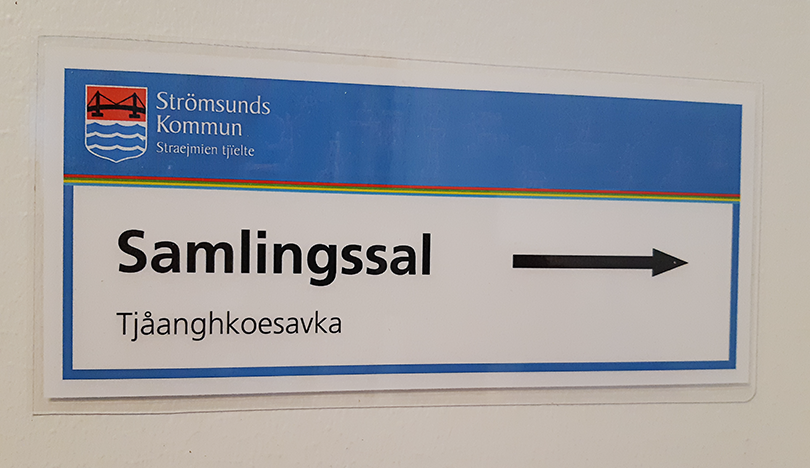 Strömsunds
Kommun
Straejmien tjïelte
Samlingssal
Tjåanghkoesavka